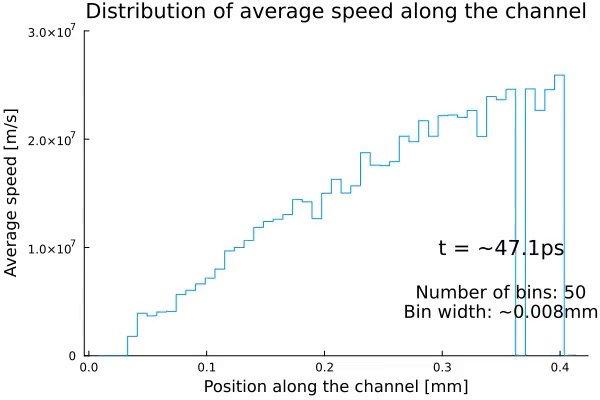 Distribution of average speed along the channel
Average speed [m/s]
3.0×10⁷
2.0×10⁷
1.0×10⁷
0
t = ~47.1ps
Number of bins: 50
Bin width: ~0.008mm
0.0 0.1 0.2 0.3 0.4
Position along the channel [mm]